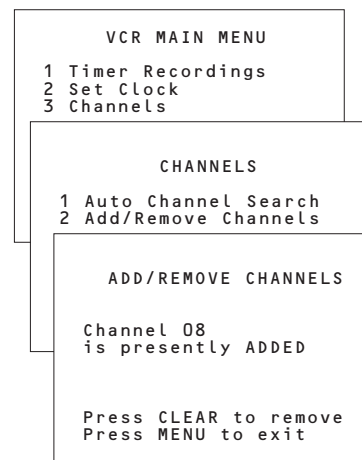 VCR MAIN MENU
1 Timer Recordings
2 Set Clock
3 Channels
CHANNELS
1 Auto Channel Search
2 Add/Remove Channels
ADD/REMOVE CHANNELS
Channel 08
is presently ADDED
Press CLEAR to remove
Press MENU to exit